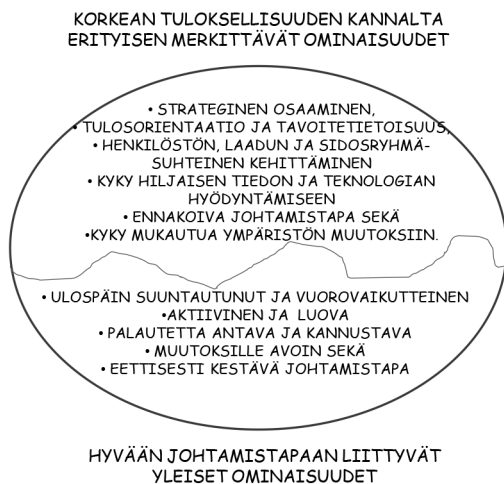 KORKEAN TULOKSELLISUUDEN KANNALTA
ERITYISEN MERKITTÄVÄT OMINAISUUDET
• STRATEGINEN OSAAMINEN,
• TULOSORIENTAATIO JA TAVOITETIETOISUUS,
• HENKILÖSTÖN, LAADUN JA SIDOSRYHMÄ-
SUHTEINEN KEHITTÄMINEN
• KYKY HILJAISEN TIEDON JA TEKNOLOGIAN
HYÖDYNTÄMISEEN
• ENNAKOIVA JOHTAMISTAPA SEKÄ
•KYKY MUKAUTUA YMPÄRISTÖN MUUTOKSIIN.
• ULOSPÄIN SUUNTAUTUNUT JA VUOROVAIKUTTEINEN
•AKTIIVINEN JA LUOVA
• PALAUTETTA ANTAVA JA KANNUSTAVA
• MUUTOKSILLE AVOIN SEKÄ
• EETTISESTI KESTÄVÄ JOHTAMISTAPA
HYVÄÄN JOHTAMISTAPAAN LIITTYVÄT
YLEISET OMINAISUUDET